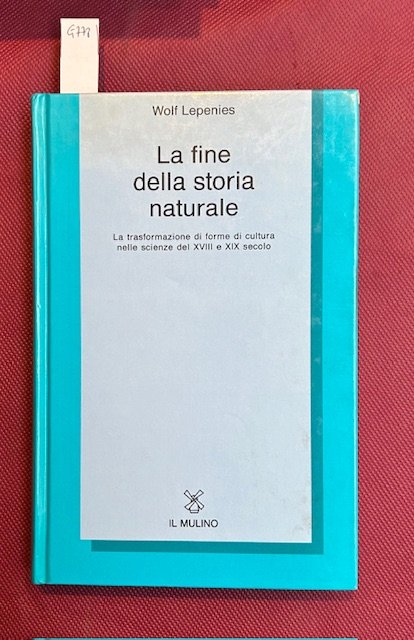 Wolf Lepenies
La fine
della storia
naturale
La trasformazione di forme di cultura
nelle scienze del XVIII e XIX secolo
IL MULINO